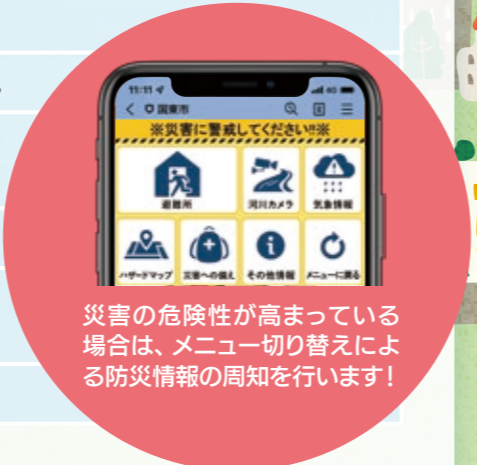 11:11
4G
国東市
※災害に警戒してください!!※
避難所
河川カメラ
気象情報
ハザードマップ
災害への備え
その他情報
メニューに戻る
災害の危険性が高まっている
場合は、メニュー切り替えによ
る防災情報の周知を行います!